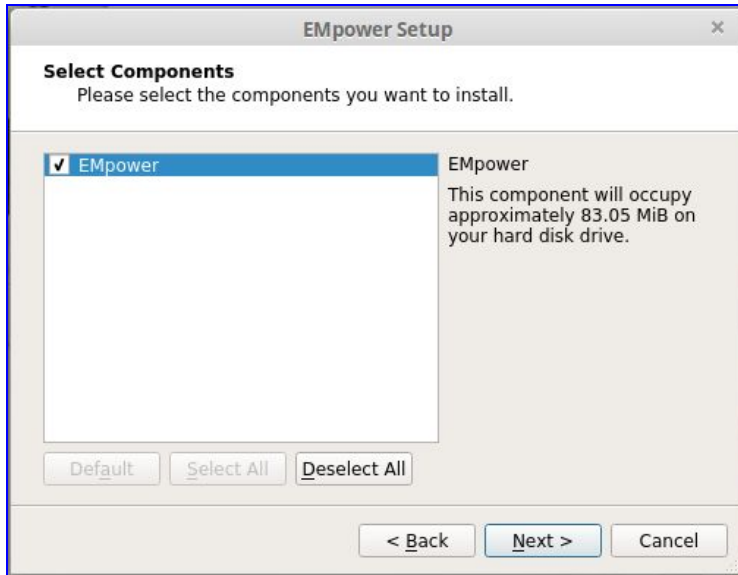 EMpower Setup
Select Components
Please select the components you want to install.
EMpower
EMpower
This component will occupy
approximately 83.05 MiB on
your hard disk drive.
Default
Select All
Deselect All
< Back
Next >
Cancel